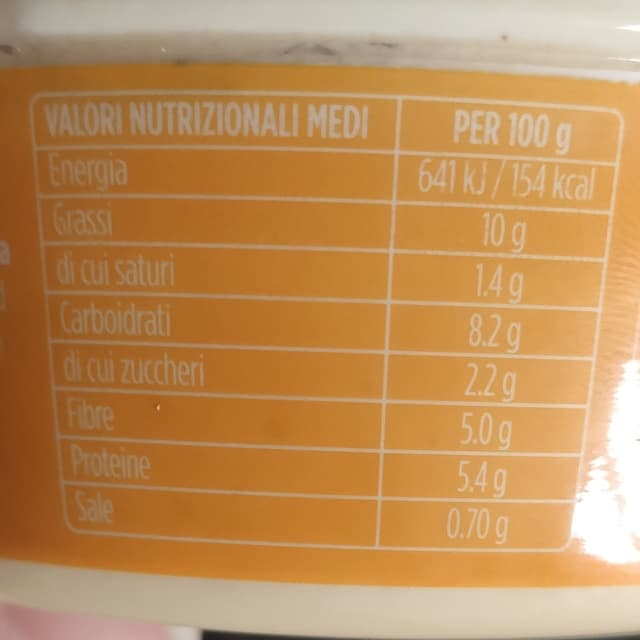 VALORI NUTRIZIONALI MEDI PER 100 g
Energia 641 kJ / 154 kcal
Grassi 10 g
di cui saturi 1.4 g
Carboidrati 8.2 g
di cui zuccheri 2.2 g
Fibre 5.0 g
Proteine 5.4 g
Sale 0.70 g